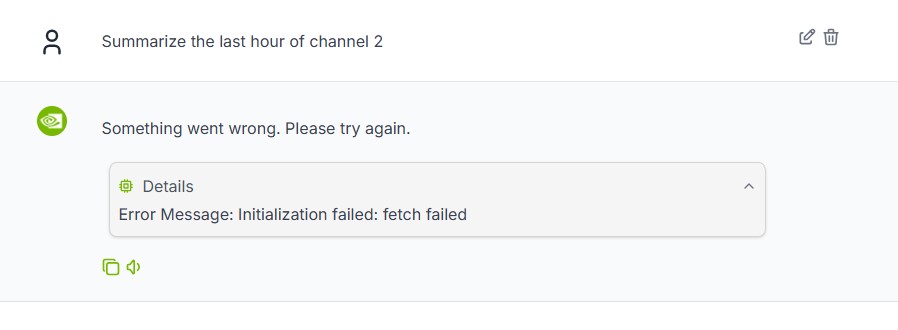 Summarize the last hour of channel 2
Something went wrong. Please try again.
Details
Error Message: Initialization failed: fetch failed